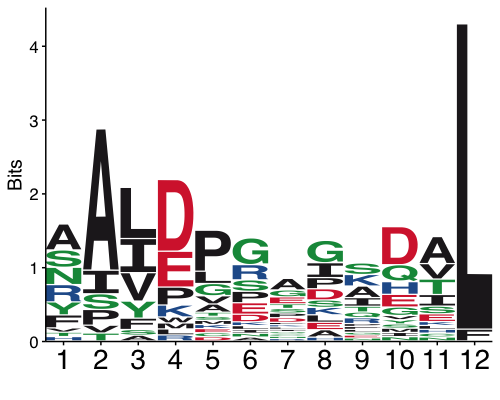 Bits
4
3
2
1
0
A S N R Y F
A I S P V T
L I V Y F S A
D E P K
P L G V A
G R S P E D
A G
G I P D S K L E
S K A
D Q H E G
A V T I S
L
1 2 3 4 5 6 7 8 9 10 11 12